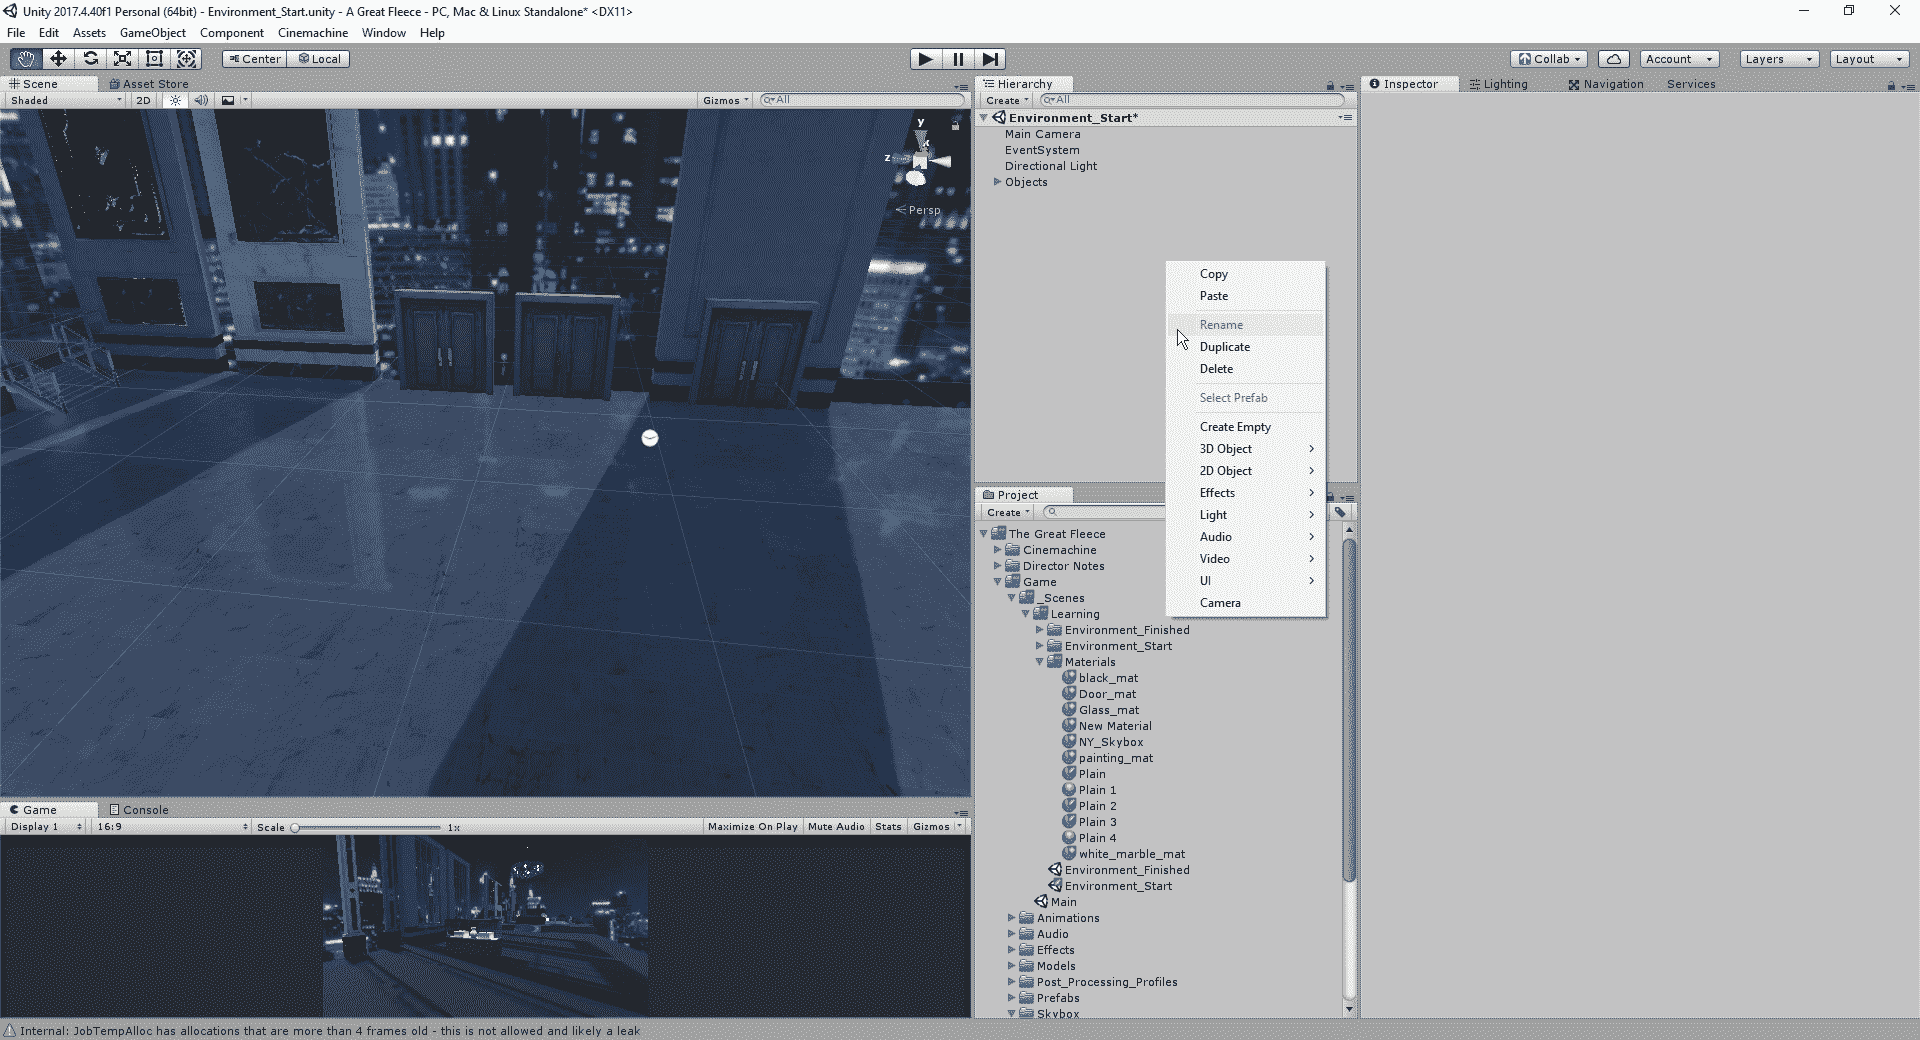 Unity 2017.4.40f1 Personal (64bit) - Environment_Start.unity - A Great Fleece - PC, Mac & Linux Standalone* <DX11>
File Edit Assets GameObject Component Cinemachine Window Help
Center Local Collab Account Layers Layout
Scene Asset Store
Shaded 2D Gizmos All
y
x
z
Persp
Game Console
Display 1 16:9 Scale 1x Maximize On Play Mute Audio Stats Gizmos
Hierarchy
Create All
Environment_Start*
Main Camera
EventSystem
Directional Light
Objects
Copy
Paste
Rename
Duplicate
Delete
Select Prefab
Create Empty
3D Object
2D Object
Effects
Light
Audio
Video
UI
Camera
Project
Create
The Great Fleece
Cinemachine
Director Notes
Game
_Scenes
Learning
Environment_Finished
Environment_Start
Materials
black_mat
Door_mat
Glass_mat
New Material
NY_Skybox
painting_mat
Plain
Plain 1
Plain 2
Plain 3
Plain 4
white_marble_mat
Environment_Finished
Environment_Start
Main
Animations
Audio
Effects
Models
Post_Processing_Profiles
Prefabs
Skybox
Inspector Lighting Navigation Services
Internal: JobTempAlloc has allocations that are more than 4 frames old - this is not allowed and likely a leak